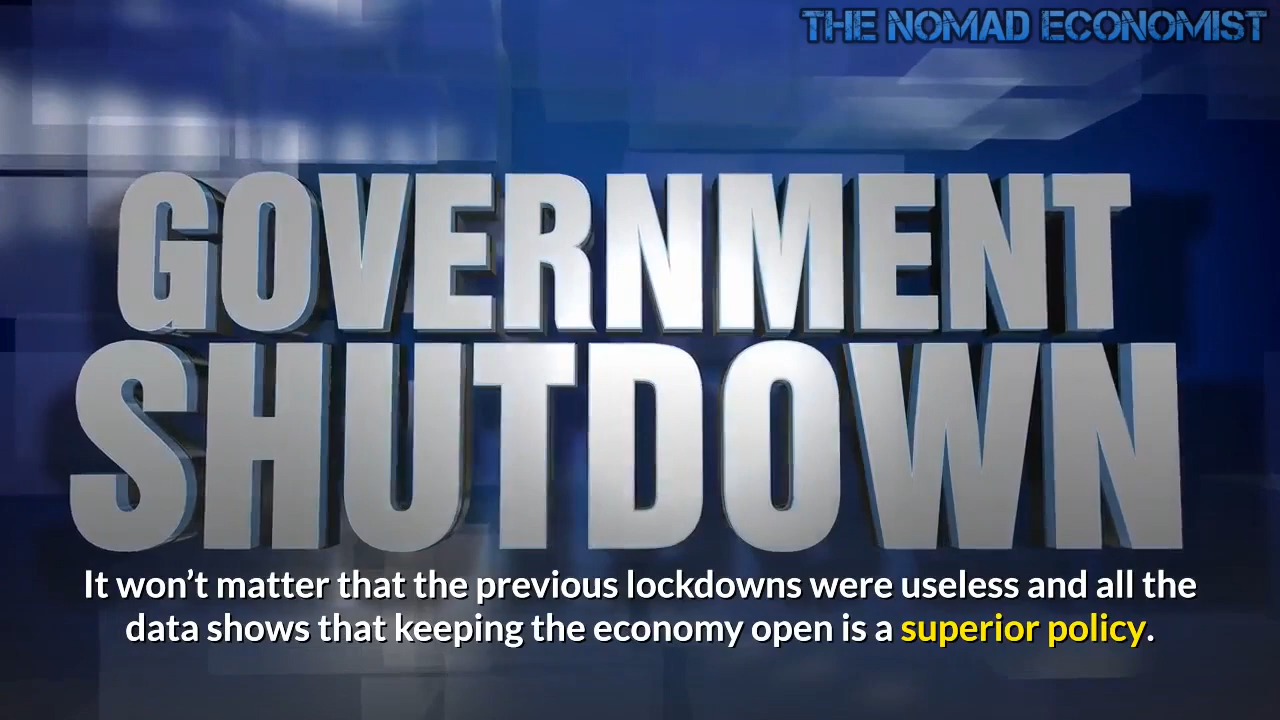 THE NOMAD ECONOMIST
GOVERNMENT
SHUTDOWN
It won’t matter that the previous lockdowns were useless and all the
data shows that keeping the economy open is a superior policy.